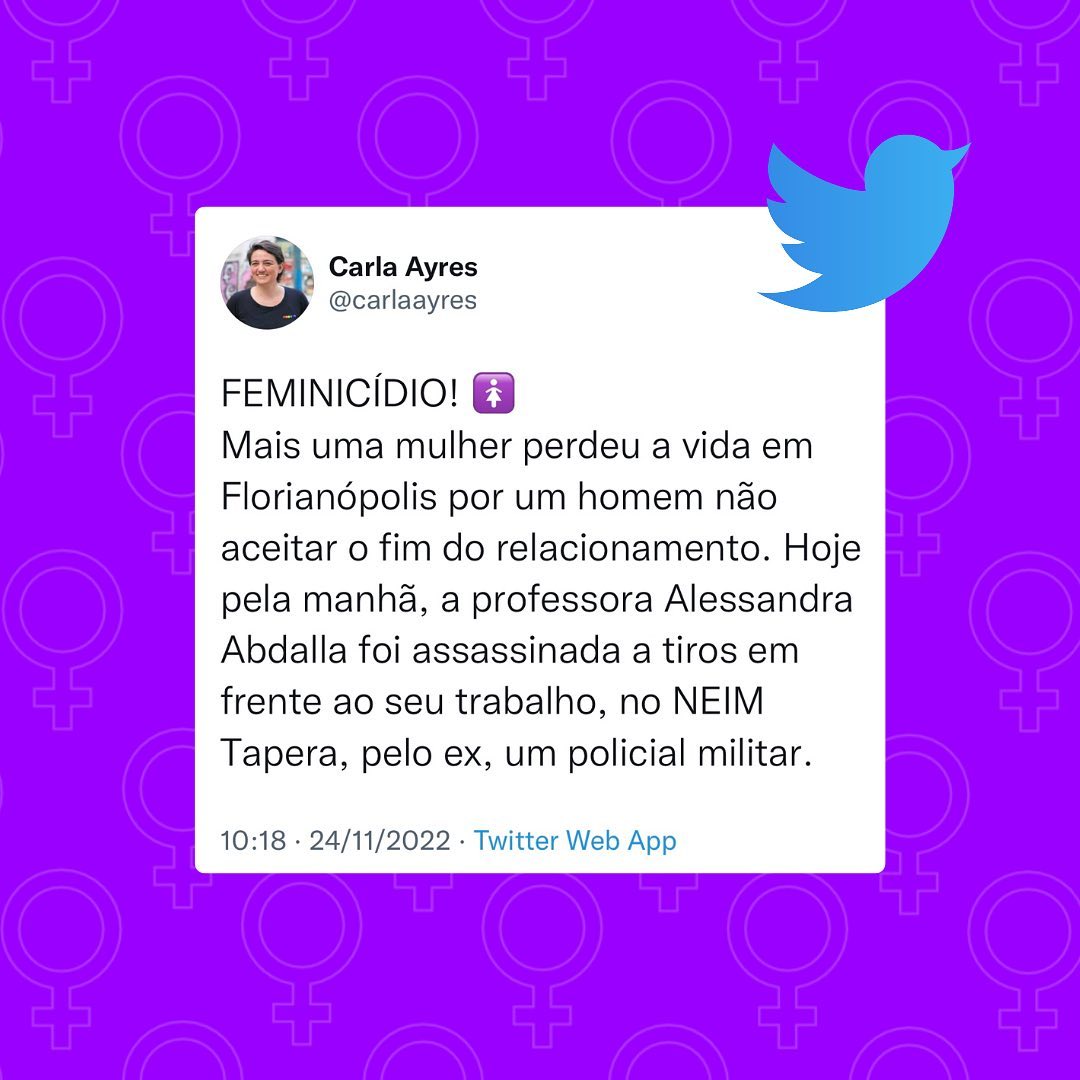 Carla Ayres
@carlaayres
FEMINICÍDIO! 🚺
Mais uma mulher perdeu a vida em
Florianópolis por um homem não
aceitar o fim do relacionamento. Hoje
pela manhã, a professora Alessandra
Abdalla foi assassinada a tiros em
frente ao seu trabalho, no NEIM
Tapera, pelo ex, um policial militar.
10:18 · 24/11/2022 · Twitter Web App